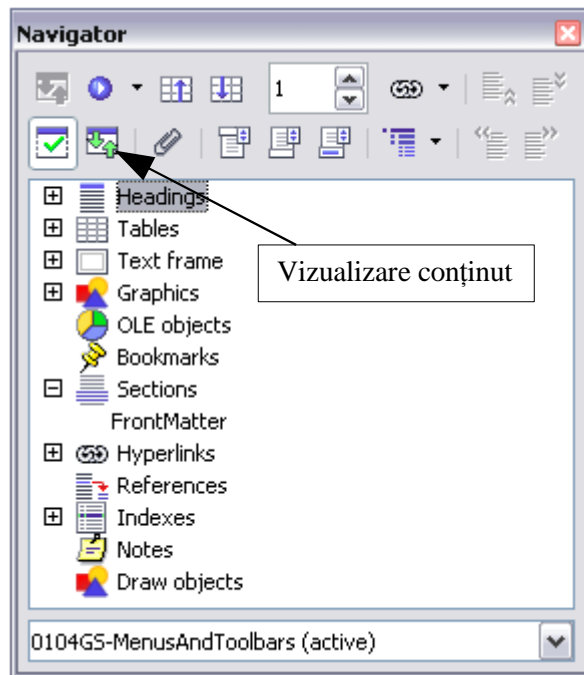 Navigator
1
Headings
Tables
Text frame
Vizualizare conținut
Graphics
OLE objects
Bookmarks
Sections
FrontMatter
Hyperlinks
References
Indexes
Notes
Draw objects
0104GS-MenusAndToolbars (active)